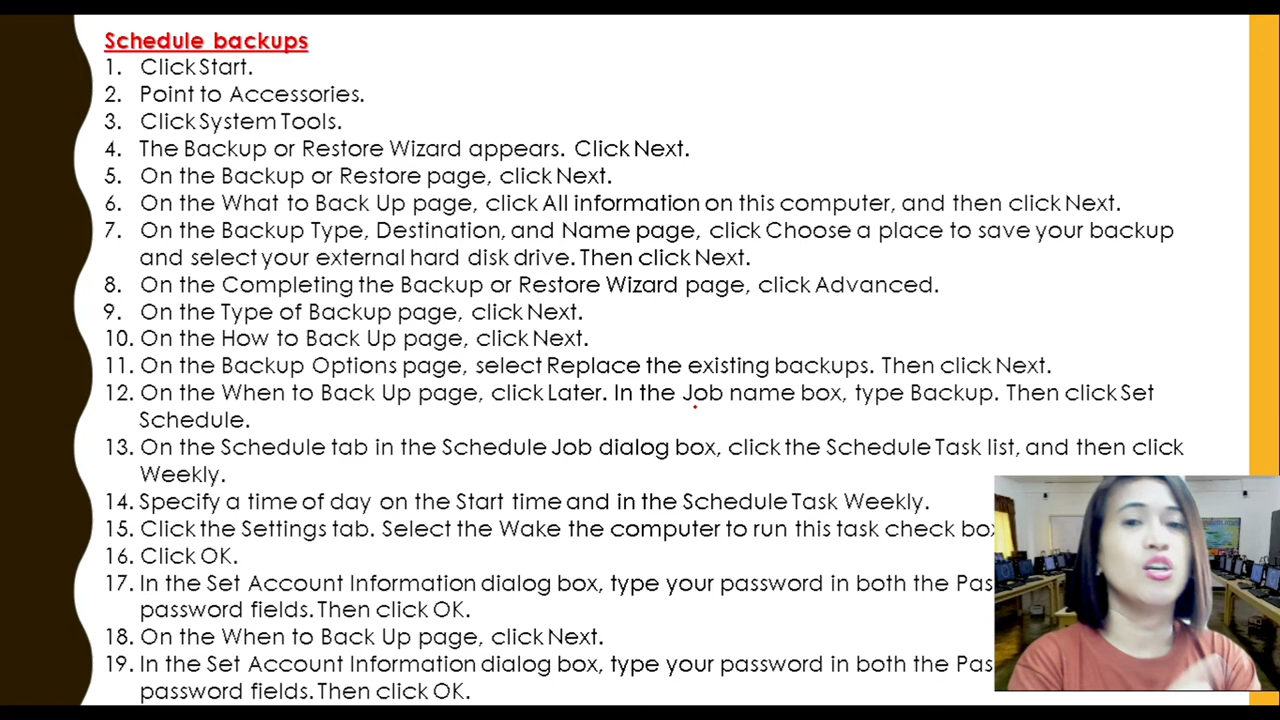 Schedule backups
1. Click Start.
2. Point to Accessories.
3. Click System Tools.
4. The Backup or Restore Wizard appears. Click Next.
5. On the Backup or Restore page, click Next.
6. On the What to Back Up page, click All information on this computer, and then click Next.
7. On the Backup Type, Destination, and Name page, click Choose a place to save your backup
and select your external hard disk drive. Then click Next.
8. On the Completing the Backup or Restore Wizard page, click Advanced.
9. On the Type of Backup page, click Next.
10. On the How to Back Up page, click Next.
11. On the Backup Options page, select Replace the existing backups. Then click Next.
12. On the When to Back Up page, click Later. In the Job name box, type Backup. Then click Set
Schedule.
13. On the Schedule tab in the Schedule Job dialog box, click the Schedule Task list, and then click
Weekly.
14. Specify a time of day on the Start time and in the Schedule Task Weekly.
15. Click the Settings tab. Select the Wake the computer to run this task check
16. Click OK.
17. In the Set Account Information dialog box, type your password in both the
password fields. Then click OK.
18. On the When to Back Up page, click Next.
19. In the Set Account Information dialog box, type your password in both the
password fields. Then click OK.